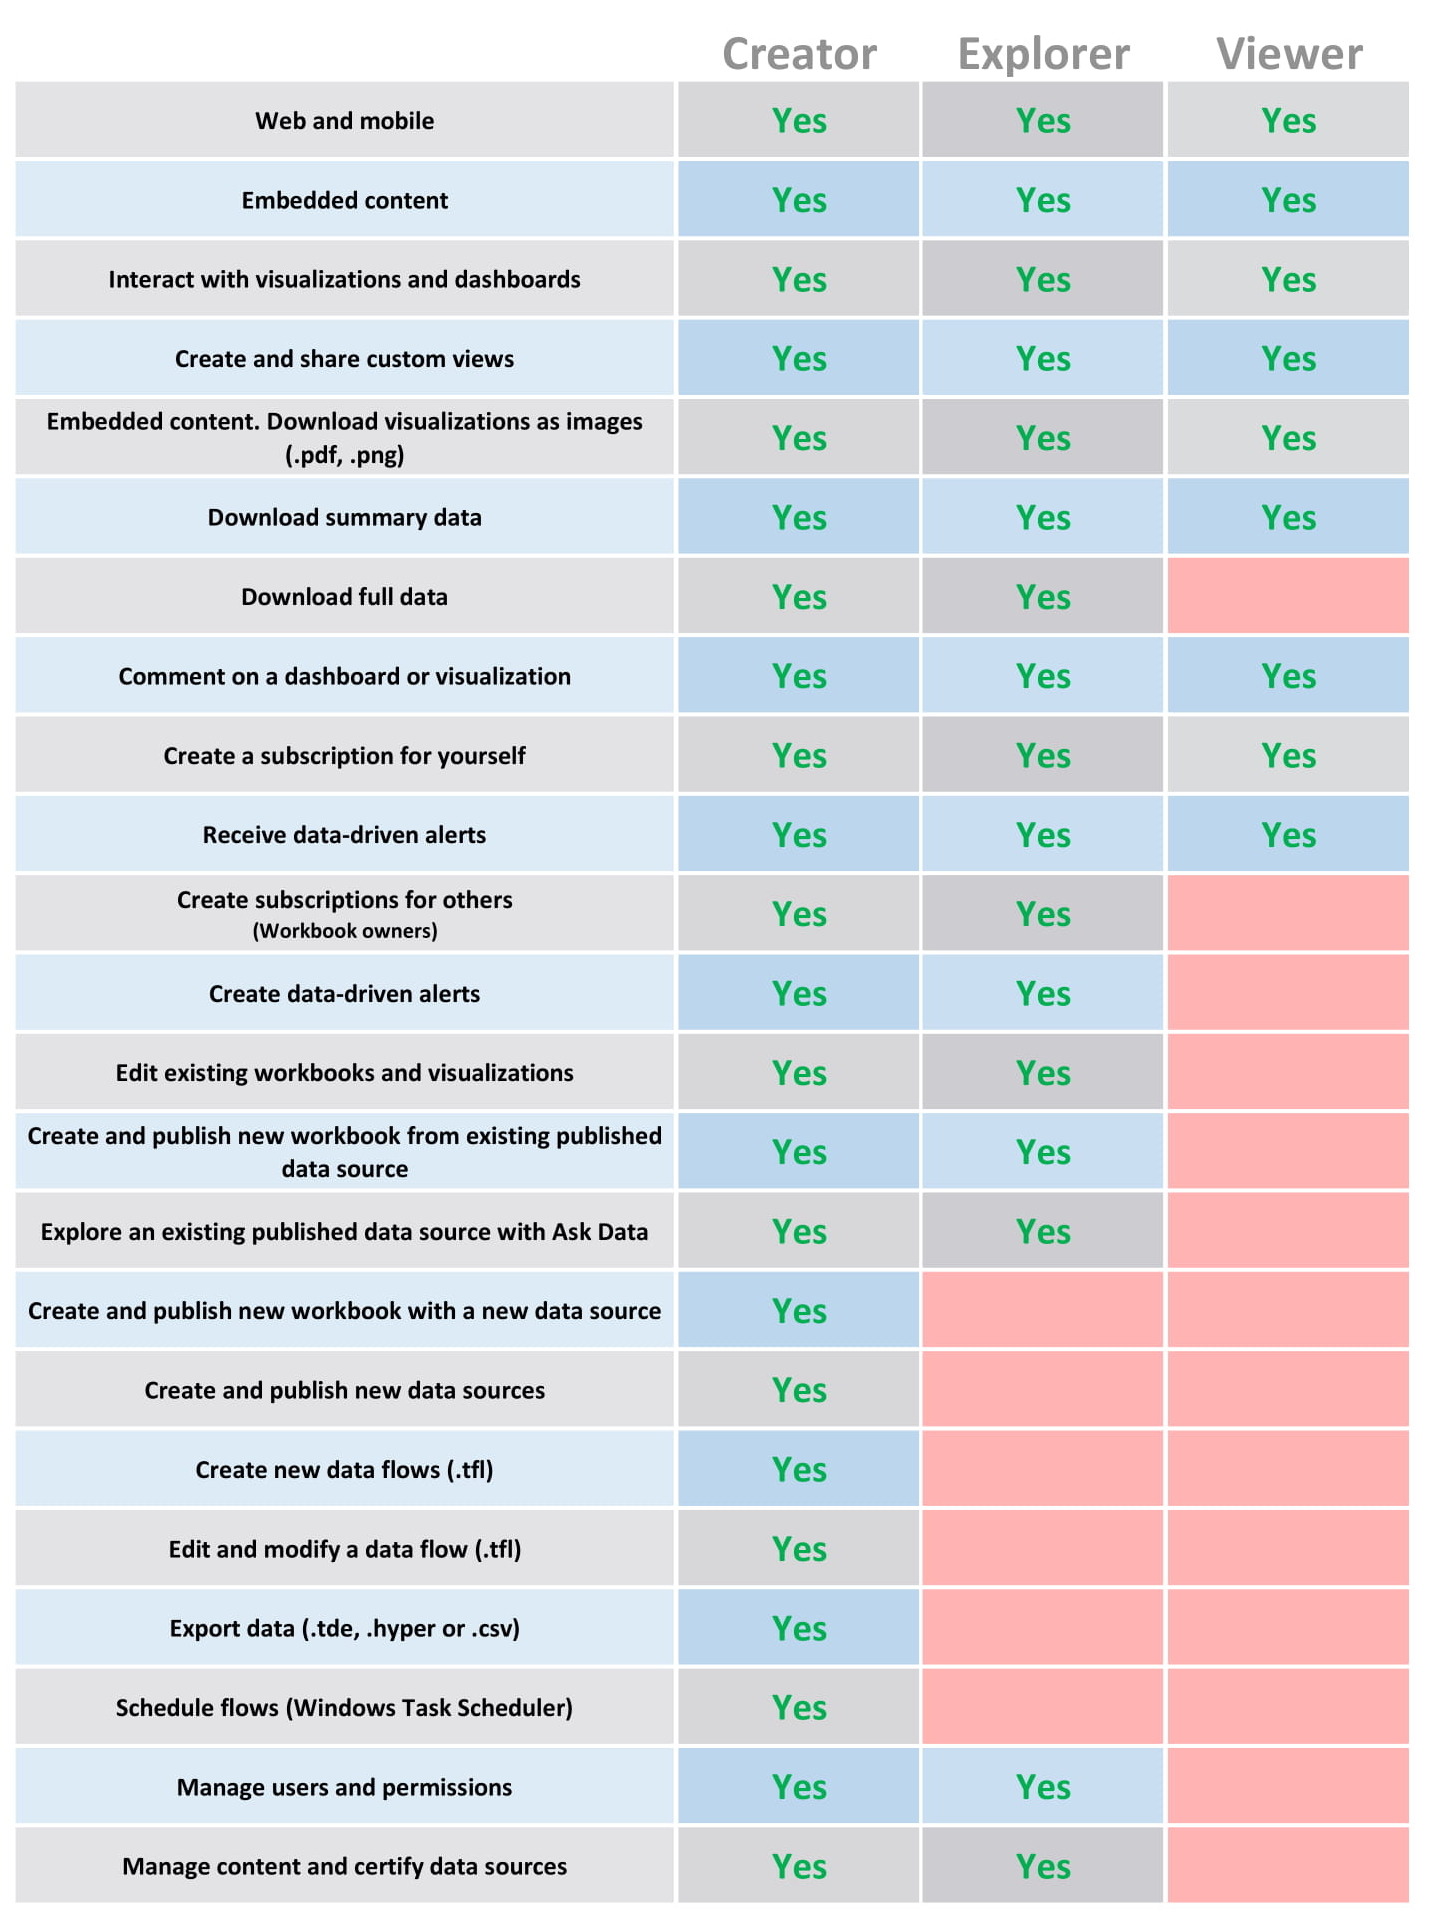 Creator Explorer Viewer
Web and mobile Yes Yes Yes
Embedded content Yes Yes Yes
Interact with visualizations and dashboards Yes Yes Yes
Create and share custom views Yes Yes Yes
Embedded content. Download visualizations as images
(.pdf, .png) Yes Yes Yes
Download summary data Yes Yes Yes
Download full data Yes Yes
Comment on a dashboard or visualization Yes Yes Yes
Create a subscription for yourself Yes Yes Yes
Receive data-driven alerts Yes Yes Yes
Create subscriptions for others
(Workbook owners) Yes Yes
Create data-driven alerts Yes Yes
Edit existing workbooks and visualizations Yes Yes
Create and publish new workbook from existing published
data source Yes Yes
Explore an existing published data source with Ask Data Yes Yes
Create and publish new workbook with a new data source Yes
Create and publish new data sources Yes
Create new data flows (.tfl) Yes
Edit and modify a data flow (.tfl) Yes
Export data (.tde, .hyper or .csv) Yes
Schedule flows (Windows Task Scheduler) Yes
Manage users and permissions Yes Yes
Manage content and certify data sources Yes Yes